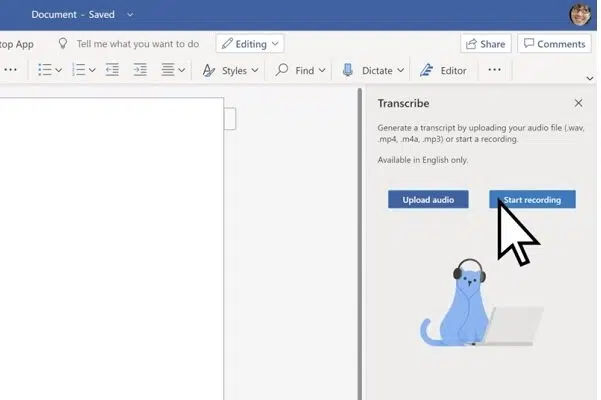 Document - Saved
top App
Tell me what you want to do
Editing
Share
Comments
Styles
Find
Dictate
Editor
Transcribe
Generate a transcript by uploading your audio file (.wav,
.mp4, .m4a, .mp3) or start a recording.
Available in English only.
Upload audio
Start recording